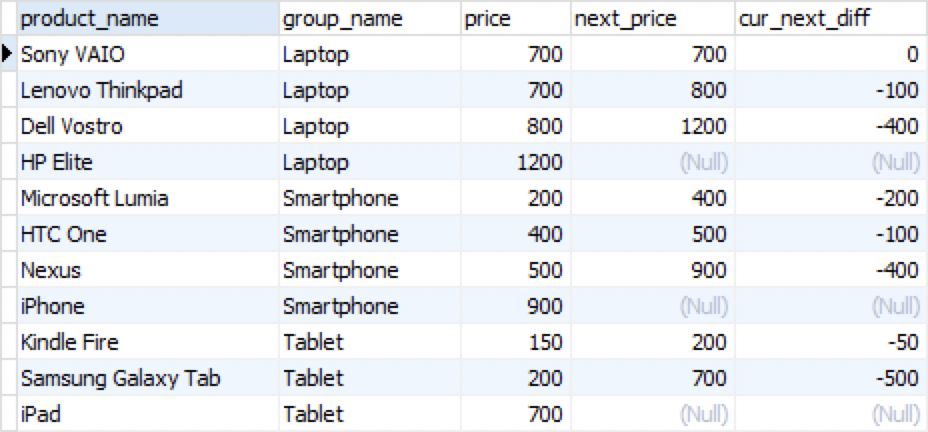 product_name group_name price next_price cur_next_diff
Sony VAIO Laptop 700 700 0
Lenovo Thinkpad Laptop 700 800 -100
Dell Vostro Laptop 800 1200 -400
HP Elite Laptop 1200 (Null) (Null)
Microsoft Lumia Smartphone 200 400 -200
HTC One Smartphone 400 500 -100
Nexus Smartphone 500 900 -400
iPhone Smartphone 900 (Null) (Null)
Kindle Fire Tablet 150 200 -50
Samsung Galaxy Tab Tablet 200 700 -500
iPad Tablet 700 (Null) (Null)